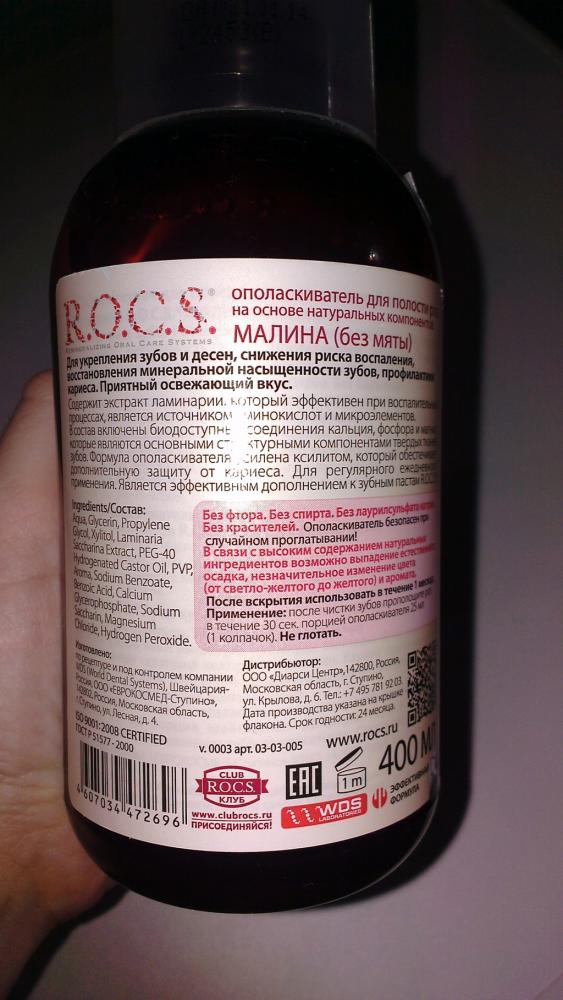 R.O.C.S.®
REMINERALIZING ORAL CARE SYSTEMS
ополаскиватель для полости рта
на основе натуральных компонентов
МАЛИНА (без мяты)
Для укрепления зубов и десен, снижения риска воспаления,
восстановления минеральной насыщенности зубов, профилактики
кариеса. Приятный освежающий вкус.
Содержит экстракт ламинарии, который эффективен при воспалительных
процессах, является источником аминокислот и микроэлементов.
В состав включены биодоступные соединения кальция, фосфора и магния,
которые являются основными структурными компонентами твердых тканей
зубов. Формула ополаскивателя усилена ксилитом, который обеспечивает
дополнительную защиту от кариеса. Для регулярного ежедневного
применения. Является эффективным дополнением к зубным пастам R.O.C.S.
Ingredients/Состав:
Aqua, Glycerin, Propylene
Glycol, Xylitol, Laminaria
Saccharina Extract, PEG-40
Hydrogenated Castor Oil, PVP,
Aroma, Sodium Benzoate,
Benzoic Acid, Calcium
Glycerophosphate, Sodium
Saccharin, Magnesium
Chloride, Hydrogen Peroxide.
Без фтора. Без спирта. Без лаурилсульфата натрия.
Без красителей. Ополаскиватель безопасен при
случайном проглатывании!
В связи с высоким содержанием натуральных
ингредиентов возможно выпадение естественного
осадка, незначительное изменение цвета
(от светло-желтого до желтого) и аромата.
После вскрытия использовать в течение 1 месяца.
Применение: после чистки зубов прополощите рот
в течение 30 сек. порцией ополаскивателя 25 мл
(1 колпачок). Не глотать.
Изготовлено:
по рецептуре и под контролем компании
WDS (World Dental Systems), Швейцария-
Россия, ООО «ЕВРОКОСМЕД-Ступино»,
142800, Россия, Московская область,
г. Ступино, ул. Лесная, д. 4.
Дистрибьютор:
ООО «Диарси Центр»,142800, Россия,
Московская область, г. Ступино,
ул. Крылова, д. 6. Тел.: +7 495 781 92 03.
Дата производства указана на крышке
флакона. Срок годности: 24 месяца.
ISO 9001:2008 CERTIFIED
ГОСТ Р 51577 - 2000
v. 0003 арт. 03-03-005
www.rocs.ru
400 МЛ
4 607034 472696
CLUB
R.O.C.S.
КЛУБ
www.clubrocs.ru
ПРИСОЕДИНЯЙСЯ!
EAC
1 m
WDS
LABORATORIES
ЭФФЕКТИВНАЯ
ФОРМУЛА